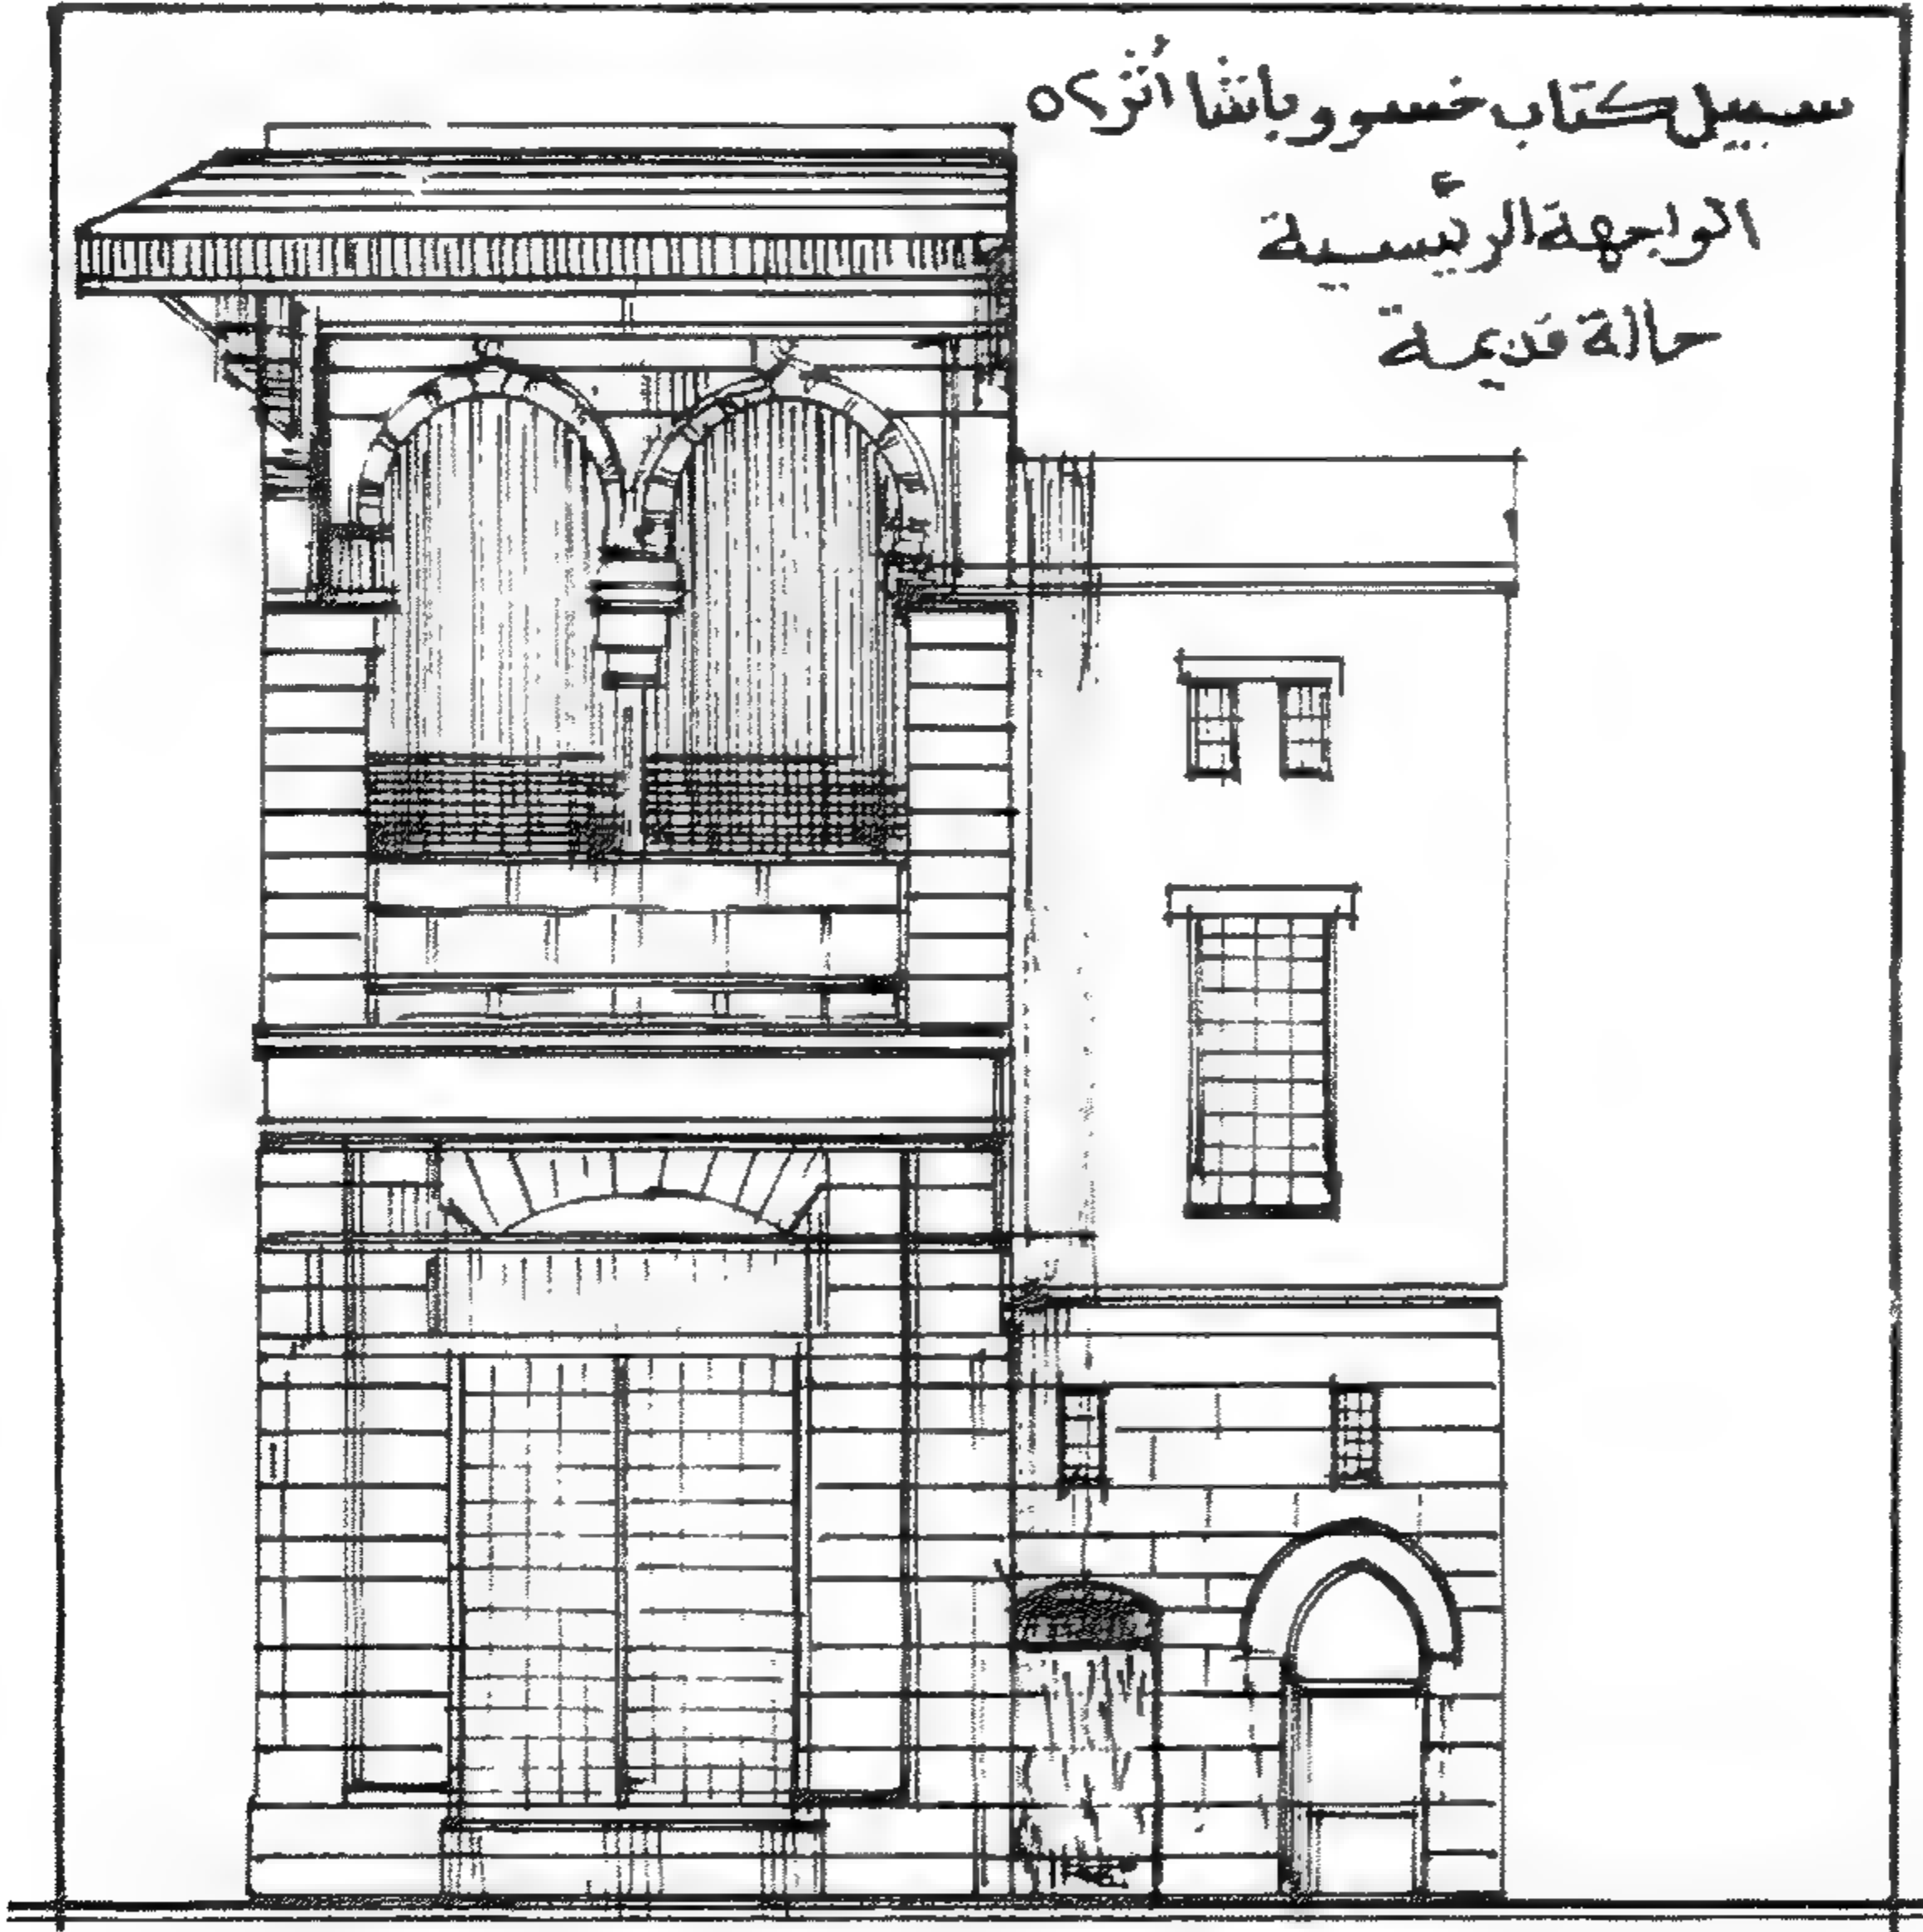 سبيل كتاب خسرو باشا أثر ٥٢
الواجهة الرئيسية
حالة قديمة